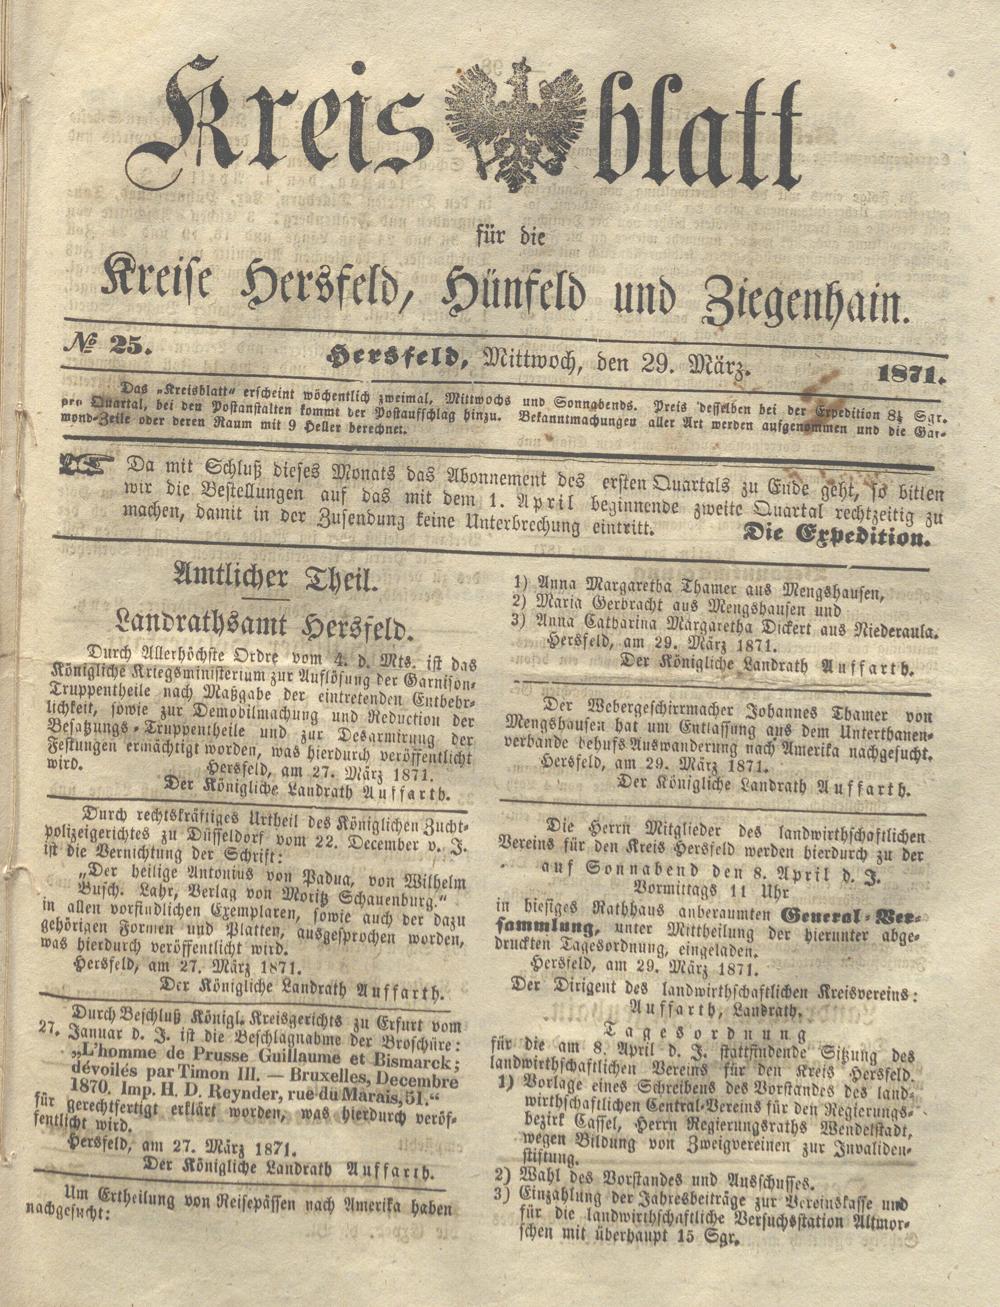 Kreisblatt
für die
Kreise Hersfeld, Hünfeld und Ziegenhain.
№ 25. Hersfeld, Mittwoch, den 29. März. 1871.
Das „Kreisblatt“ erscheint wöchentlich zweimal, Mittwochs und Sonnabends. Preis desselben bei der Expedition 8½ Sgr.
pro Quartal, bei den Postanstalten kommt der Postaufschlag hinzu. Bekanntmachungen aller Art werden aufgenommen und die Gar-
mond-Zeile oder deren Raum mit 9 Heller berechnet.
Da mit Schluß dieses Monats das Abonnement des ersten Quartals zu Ende geht, so bitten
wir die Bestellungen auf das mit dem 1. April beginnende zweite Quartal rechtzeitig zu
machen, damit in der Zusendung keine Unterbrechung eintritt. Die Expedition.
Amtlicher Theil.
Landrathsamt Hersfeld.
Durch Allerhöchste Ordre vom 4. d. Mts. ist das
Königliche Kriegsministerium zur Auflösung der Garnison-
Truppentheile nach Maßgabe der eintretenden Entbehr-
lichkeit, sowie zur Demobilmachung und Reduction der
Besatzungs-Truppentheile und zur Desarmirung der
Festungen ermächtigt worden, was hierdurch veröffentlicht
wird. Hersfeld, am 27. März 1871.
Der Königliche Landrath Auffarth.
Durch rechtskräftiges Urtheil des Königlichen Zucht-
polizeigerichtes zu Düsseldorf vom 22. December v. J.
ist die Vernichtung der Schrift:
„Der heilige Antonius von Padua, von Wilhelm
Busch. Lahr, Verlag von Moritz Schauenburg.“
in allen vorfindlichen Exemplaren, sowie auch der dazu
gehörigen Formen und Platten, ausgesprochen worden,
was hierdurch veröffentlicht wird.
Hersfeld, am 27. März 1871.
Der Königliche Landrath Auffarth.
Durch Beschluß Königl. Kreisgerichts zu Erfurt vom
27. Januar d. J. ist die Beschlagnahme der Broschüre:
„L'homme de Prusse Guillaume et Bismarck;
dévoilés par Timon III. — Bruxelles, Decembre
1870. Imp. H. D. Reynder, rue du Marais, 51.“
für gerechtfertigt erklärt worden, was hierdurch veröf-
fentlicht wird.
Hersfeld, am 27. März 1871.
Der Königliche Landrath Auffarth.
Um Ertheilung von Reisepässen nach Amerika haben
nachgesucht:
1) Anna Margaretha Thamer aus Mengshausen,
2) Maria Gerbracht aus Mengshausen und
3) Anna Catharina Margaretha Dickert aus Niederaula.
Hersfeld, am 29. März 1871.
Der Königliche Landrath Auffarth.
Der Webergeschirrmacher Johannes Thamer von
Mengshausen hat um Entlassung aus dem Unterthanen-
verbande behufs Auswanderung nach Amerika nachgesucht.
Hersfeld, am 29. März 1871.
Der Königliche Landrath Auffarth.
Die Herrn Mitglieder des landwirthschaftlichen
Vereins für den Kreis Hersfeld werden hierdurch zu der
auf Sonnabend den 8. April d. J.
Vormittags 11 Uhr
in hiesiges Rathhaus anberaumten General-Ver-
sammlung, unter Mittheilung der hierunter abge-
druckten Tagesordnung, eingeladen.
Hersfeld, am 29. März 1871.
Der Dirigent des landwirthschaftlichen Kreisvereins:
Auffarth, Landrath.
Tagesordnung
für die am 8. April d. J. stattfindende Sitzung des
landwirthschaftlichen Vereins für den Kreis Hersfeld.
1) Vorlage eines Schreibens des Vorstandes des land-
wirthschaftlichen Central-Vereins für den Regierungs-
bezirk Cassel, Herrn Regierungsraths Wendelstadt,
wegen Bildung von Zweigvereinen zur Invaliden-
stiftung.
2) Wahl des Vorstandes und Ausschusses.
3) Einzahlung der Jahresbeiträge zur Vereinskasse und
für die landwirthschaftliche Versuchsstation Altmor-
schen mit überhaupt 15 Sgr.